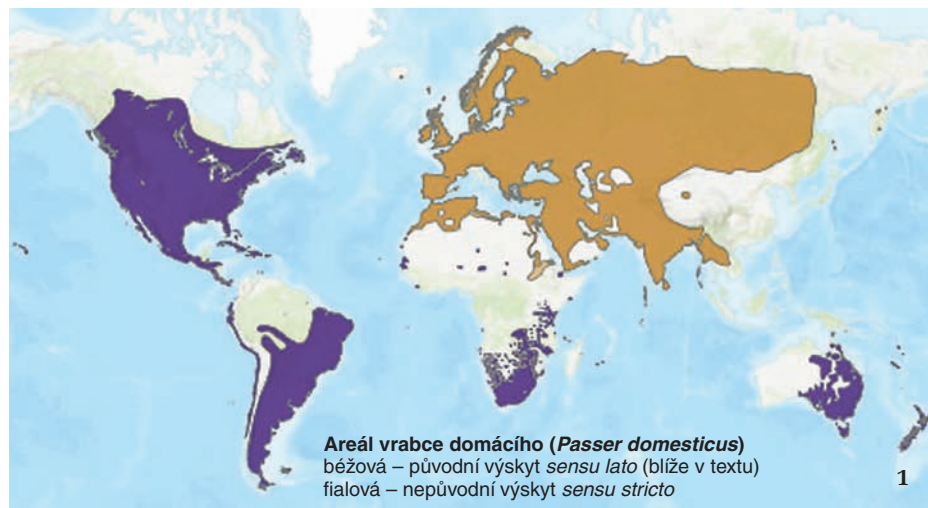 Areál vrabce domácího (Passer domesticus)
béžová – původní výskyt sensu lato (blíže v textu)
fialová – nepůvodní výskyt sensu stricto
1